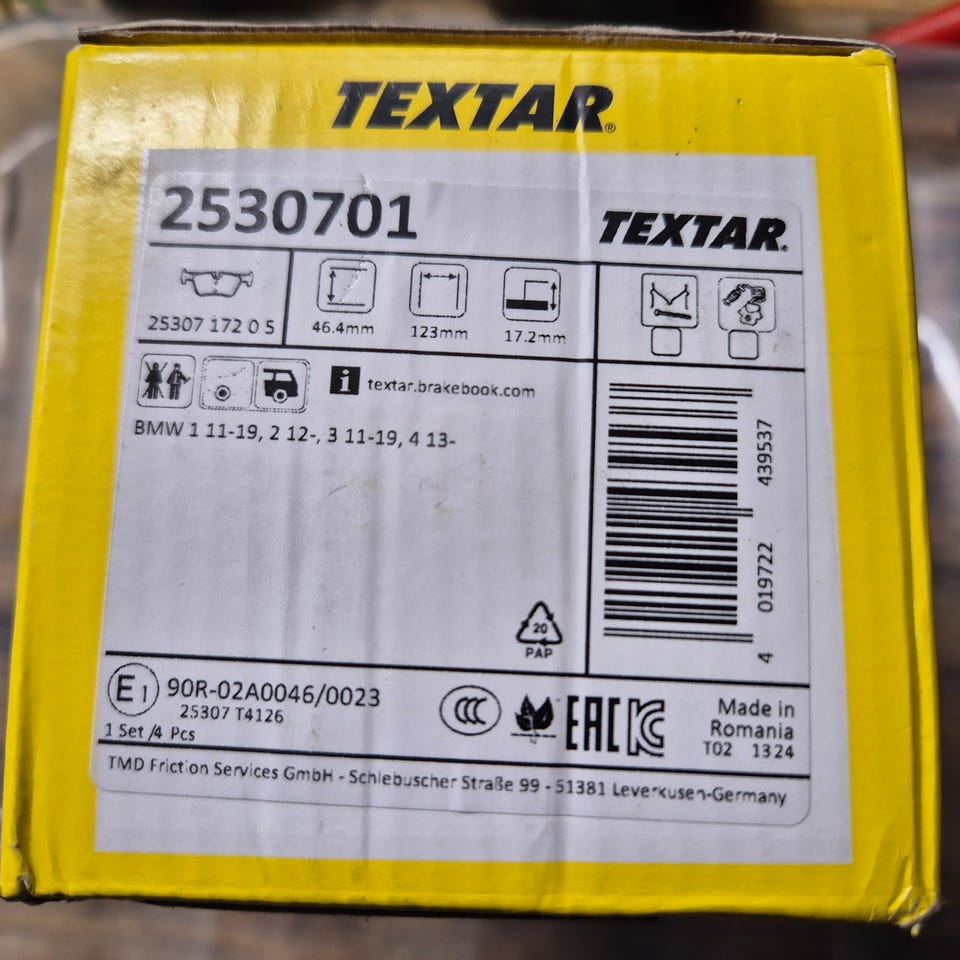 TEXTAR®
2530701
TEXTAR®
25307 172 0 5
46.4mm
123mm
17.2mm
i textar.brakebook.com
BMW 1 11-19, 2 12-, 3 11-19, 4 13-
4 019722 439537
20
PAP
E1 90R-02A0046/0023
25307 T4126
1 Set /4 Pcs
CCC
N
EAC
KC
Made in
Romania
T02 1324
TMD Friction Services GmbH - Schlebuscher Straße 99 - 51381 Leverkusen-Germany